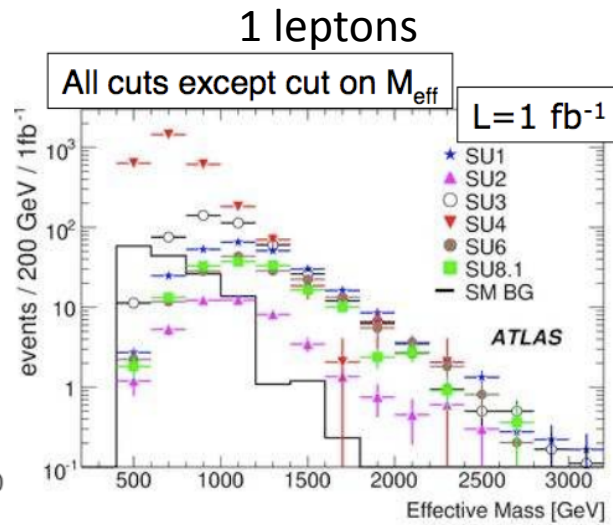 1 leptons
All cuts except cut on M_eff
L=1 fb⁻¹
events / 200 GeV / 1fb⁻¹
10³
10²
10
1
10⁻¹
SU1
SU2
SU3
SU4
SU6
SU8.1
SM BG
ATLAS
500 1000 1500 2000 2500 3000
Effective Mass [GeV]